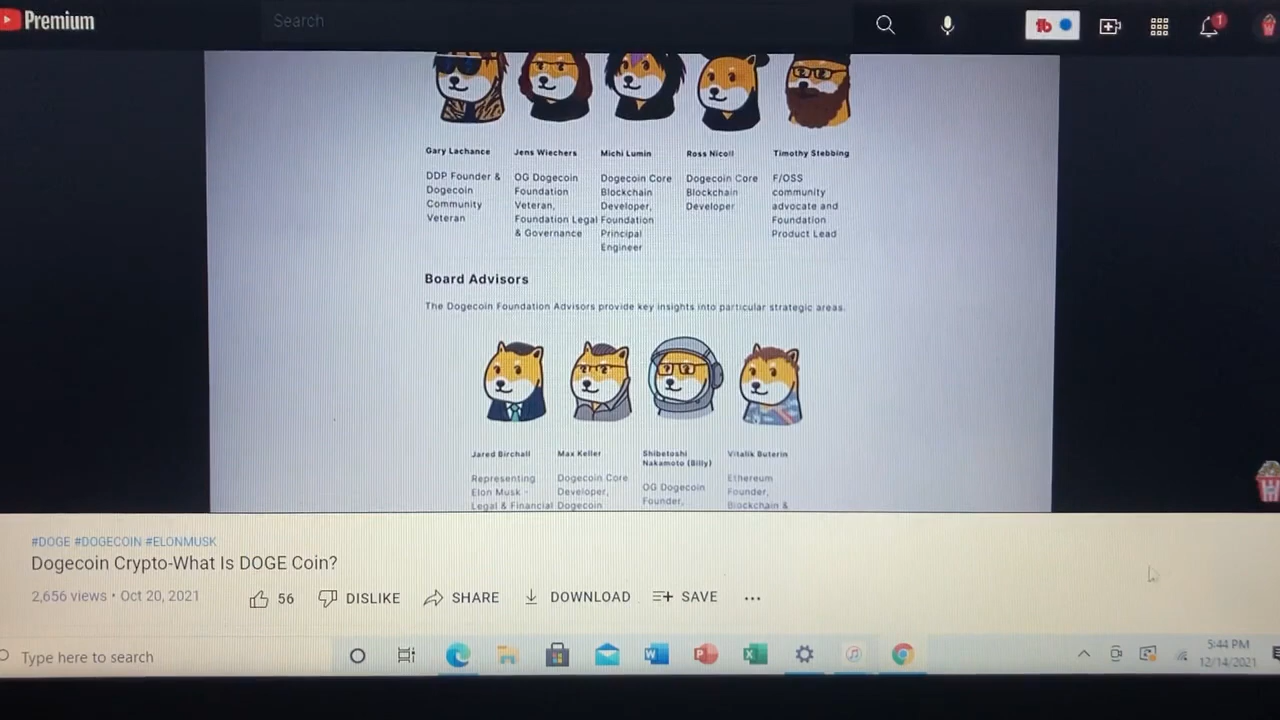 Premium
Search
1
Gary Lachance
Jens Wiechers
Michi Lumin
Ross Nicoll
Timothy Stebbing
DDP Founder &
Dogecoin
Community
Veteran
OG Dogecoin
Foundation
Veteran,
Foundation Legal
& Governance
Dogecoin Core
Blockchain
Developer,
Foundation
Principal
Engineer
Dogecoin Core
Blockchain
Developer
F/OSS
community
advocate and
Foundation
Product Lead
Board Advisors
The Dogecoin Foundation Advisors provide key insights into particular strategic areas.
Jared Birchall
Max Keller
Shibetoshi
Nakamoto (Billy)
Vitalik Buterin
Representing
Elon Musk -
Legal & Financial
Dogecoin Core
Developer,
Dogecoin
OG Dogecoin
Founder,
Ethereum
Founder,
Blockchain &
#DOGE #DOGECOIN #ELONMUSK
Dogecoin Crypto-What Is DOGE Coin?
2,656 views • Oct 20, 2021
56
DISLIKE
SHARE
DOWNLOAD
SAVE
Type here to search
5:44 PM
12/14/2021